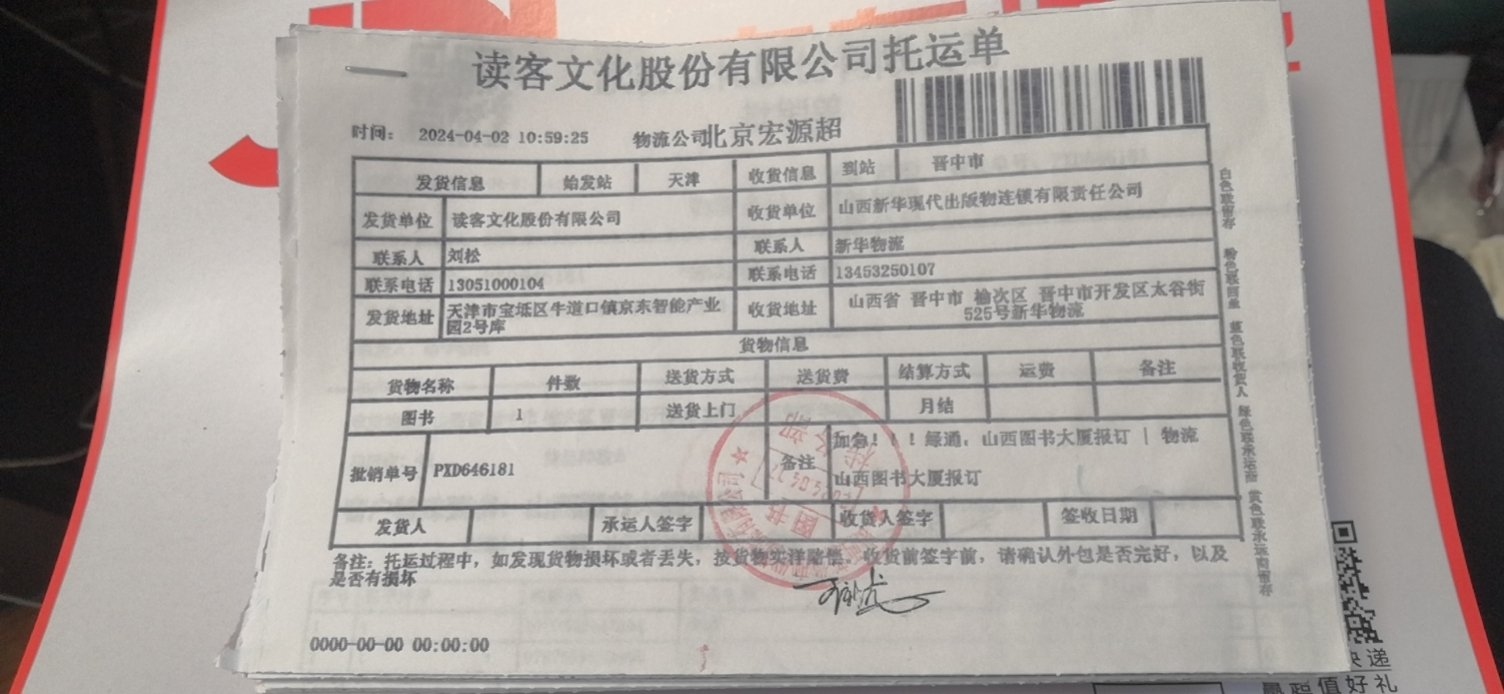 读客文化股份有限公司托运单
时间： 2024-04-02 10:59:25 物流公司北京宏源超
发货信息 始发站 天津 收货信息 到站 晋中市
发货单位 读客文化股份有限公司 收货单位 山西新华现代出版物连锁有限责任公司
联系人 刘松 联系人 新华物流
联系电话 13051000104 联系电话 13453250107
发货地址 天津市宝坻区牛道口镇京东智能产业园2号库 收货地址 山西省 晋中市 榆次区 晋中市开发区太谷街525号新华物流
货物信息
货物名称 件数 送货方式 送货费 结算方式 运费 备注
图书 1 送货上门 月结
批销单号 PXD646181 备注 加急！！！绿通，山西图书大厦报订 | 物流
山西图书大厦报订
发货人 承运人签字 收货人签字 签收日期
备注：托运过程中，如发现货物损坏或者丢失，按货物实洋赔偿。收货前签字前，请确认外包是否完好，以及
是否有损坏
0000-00-00 00:00:00
白色联留存
蓝色联收货人
绿色联承运商
黄色联承运商留存
图书
快递
超值好礼